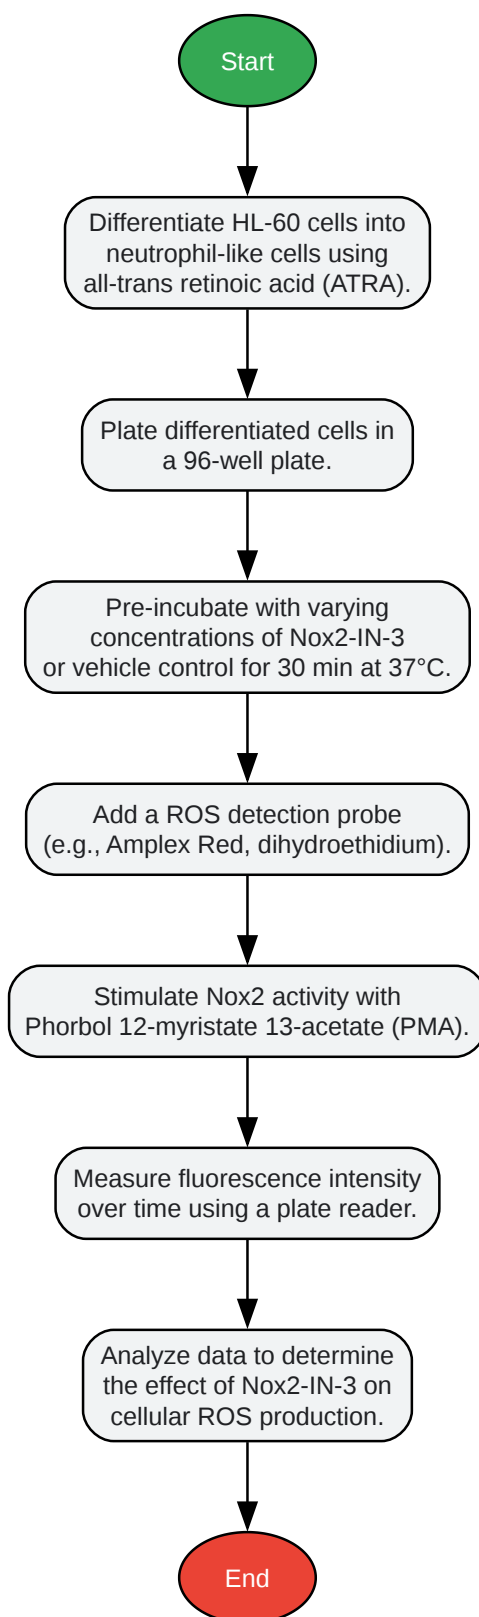 Start
Differentiate HL-60 cells into
neutrophil-like cells using
all-trans retinoic acid (ATRA).
Plate differentiated cells in
a 96-well plate.
Pre-incubate with varying
concentrations of Nox2-IN-3
or vehicle control for 30 min at 37°C.
Add a ROS detection probe
(e.g., Amplex Red, dihydroethidium).
Stimulate Nox2 activity with
Phorbol 12-myristate 13-acetate (PMA).
Measure fluorescence intensity
over time using a plate reader.
Analyze data to determine
the effect of Nox2-IN-3 on
cellular ROS production.
End